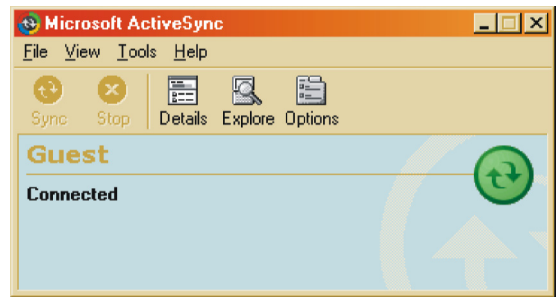 Microsoft ActiveSync
File View Tools Help
Sync Stop Details Explore Options
Guest
Connected